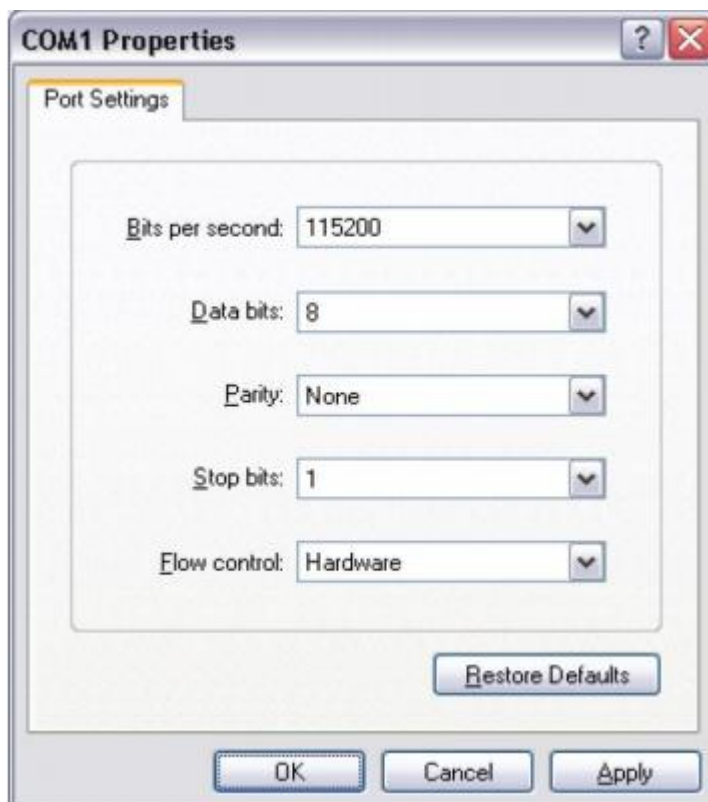 COM1 Properties
Port Settings
Bits per second: 115200
Data bits: 8
Parity: None
Stop bits: 1
Flow control: Hardware
Restore Defaults
OK Cancel Apply